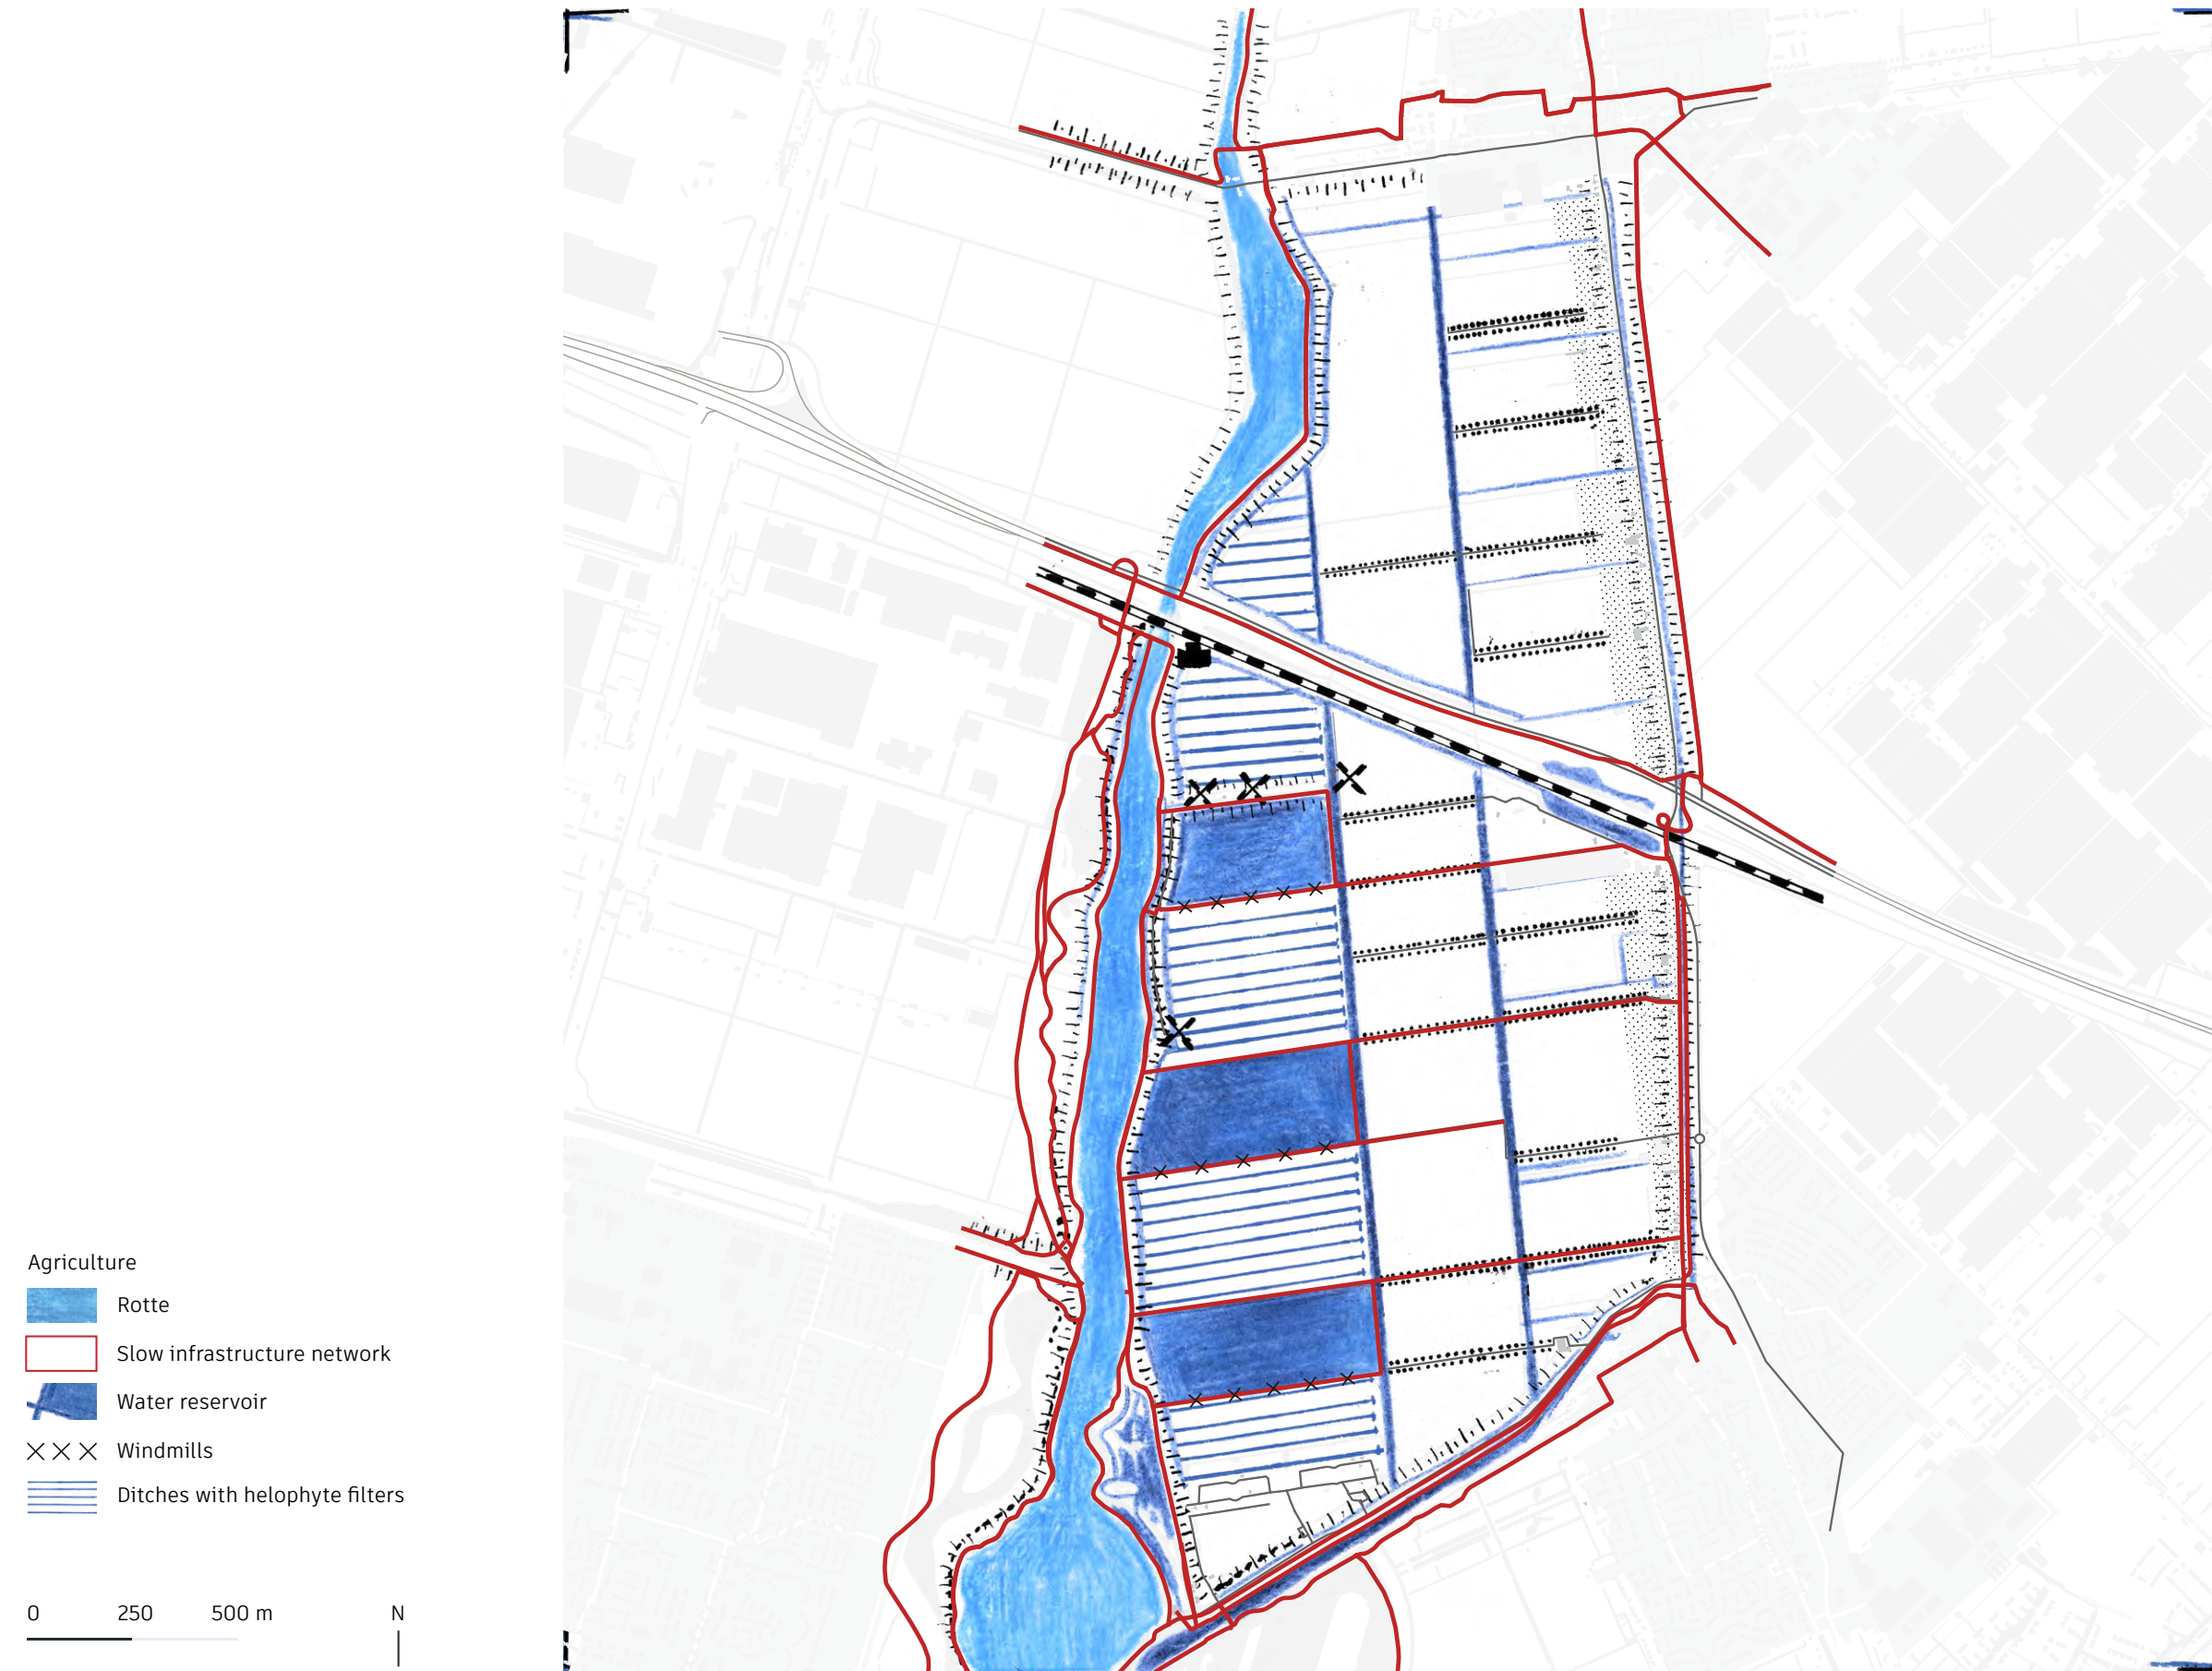 Agriculture
Rotte
Slow infrastructure network
Water reservoir
Windmills
Ditches with helophyte filters
0 250 500 m N